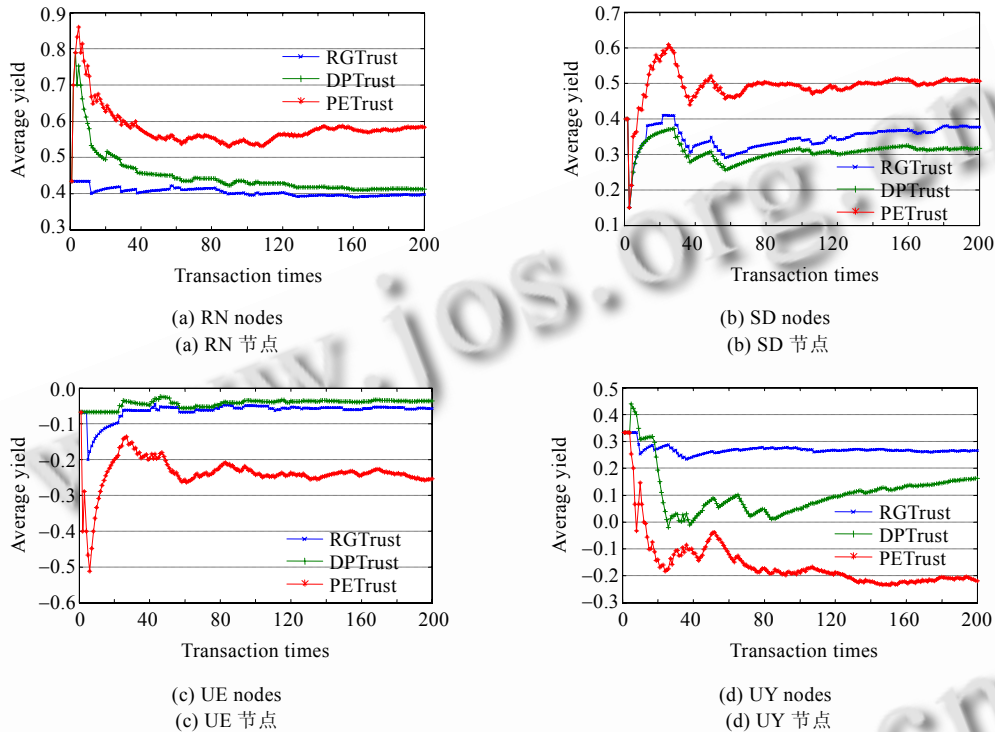 0.9
0.8
0.7
0.6
0.5
0.4
0.3
Average yield
RGTrust
DPTrust
PETrust
0 40 80 120 160 200
Transaction times
(a) RN nodes
(a) RN 节点
0.6
0.5
0.4
0.3
0.2
0.1
Average yield
RGTrust
DPTrust
PETrust
0 40 80 120 160 200
Transaction times
(b) SD nodes
(b) SD 节点
0.0
−0.1
−0.2
−0.3
−0.4
−0.5
−0.6
Average yield
RGTrust
DPTrust
PETrust
0 40 80 120 160 200
Transaction times
(c) UE nodes
(c) UE 节点
0.5
0.4
0.3
0.2
0.1
0.0
−0.1
−0.2
−0.3
Average yield
RGTrust
DPTrust
PETrust
0 40 80 120 160 200
Transaction times
(d) UY nodes
(d) UY 节点
www.jos.org.cn